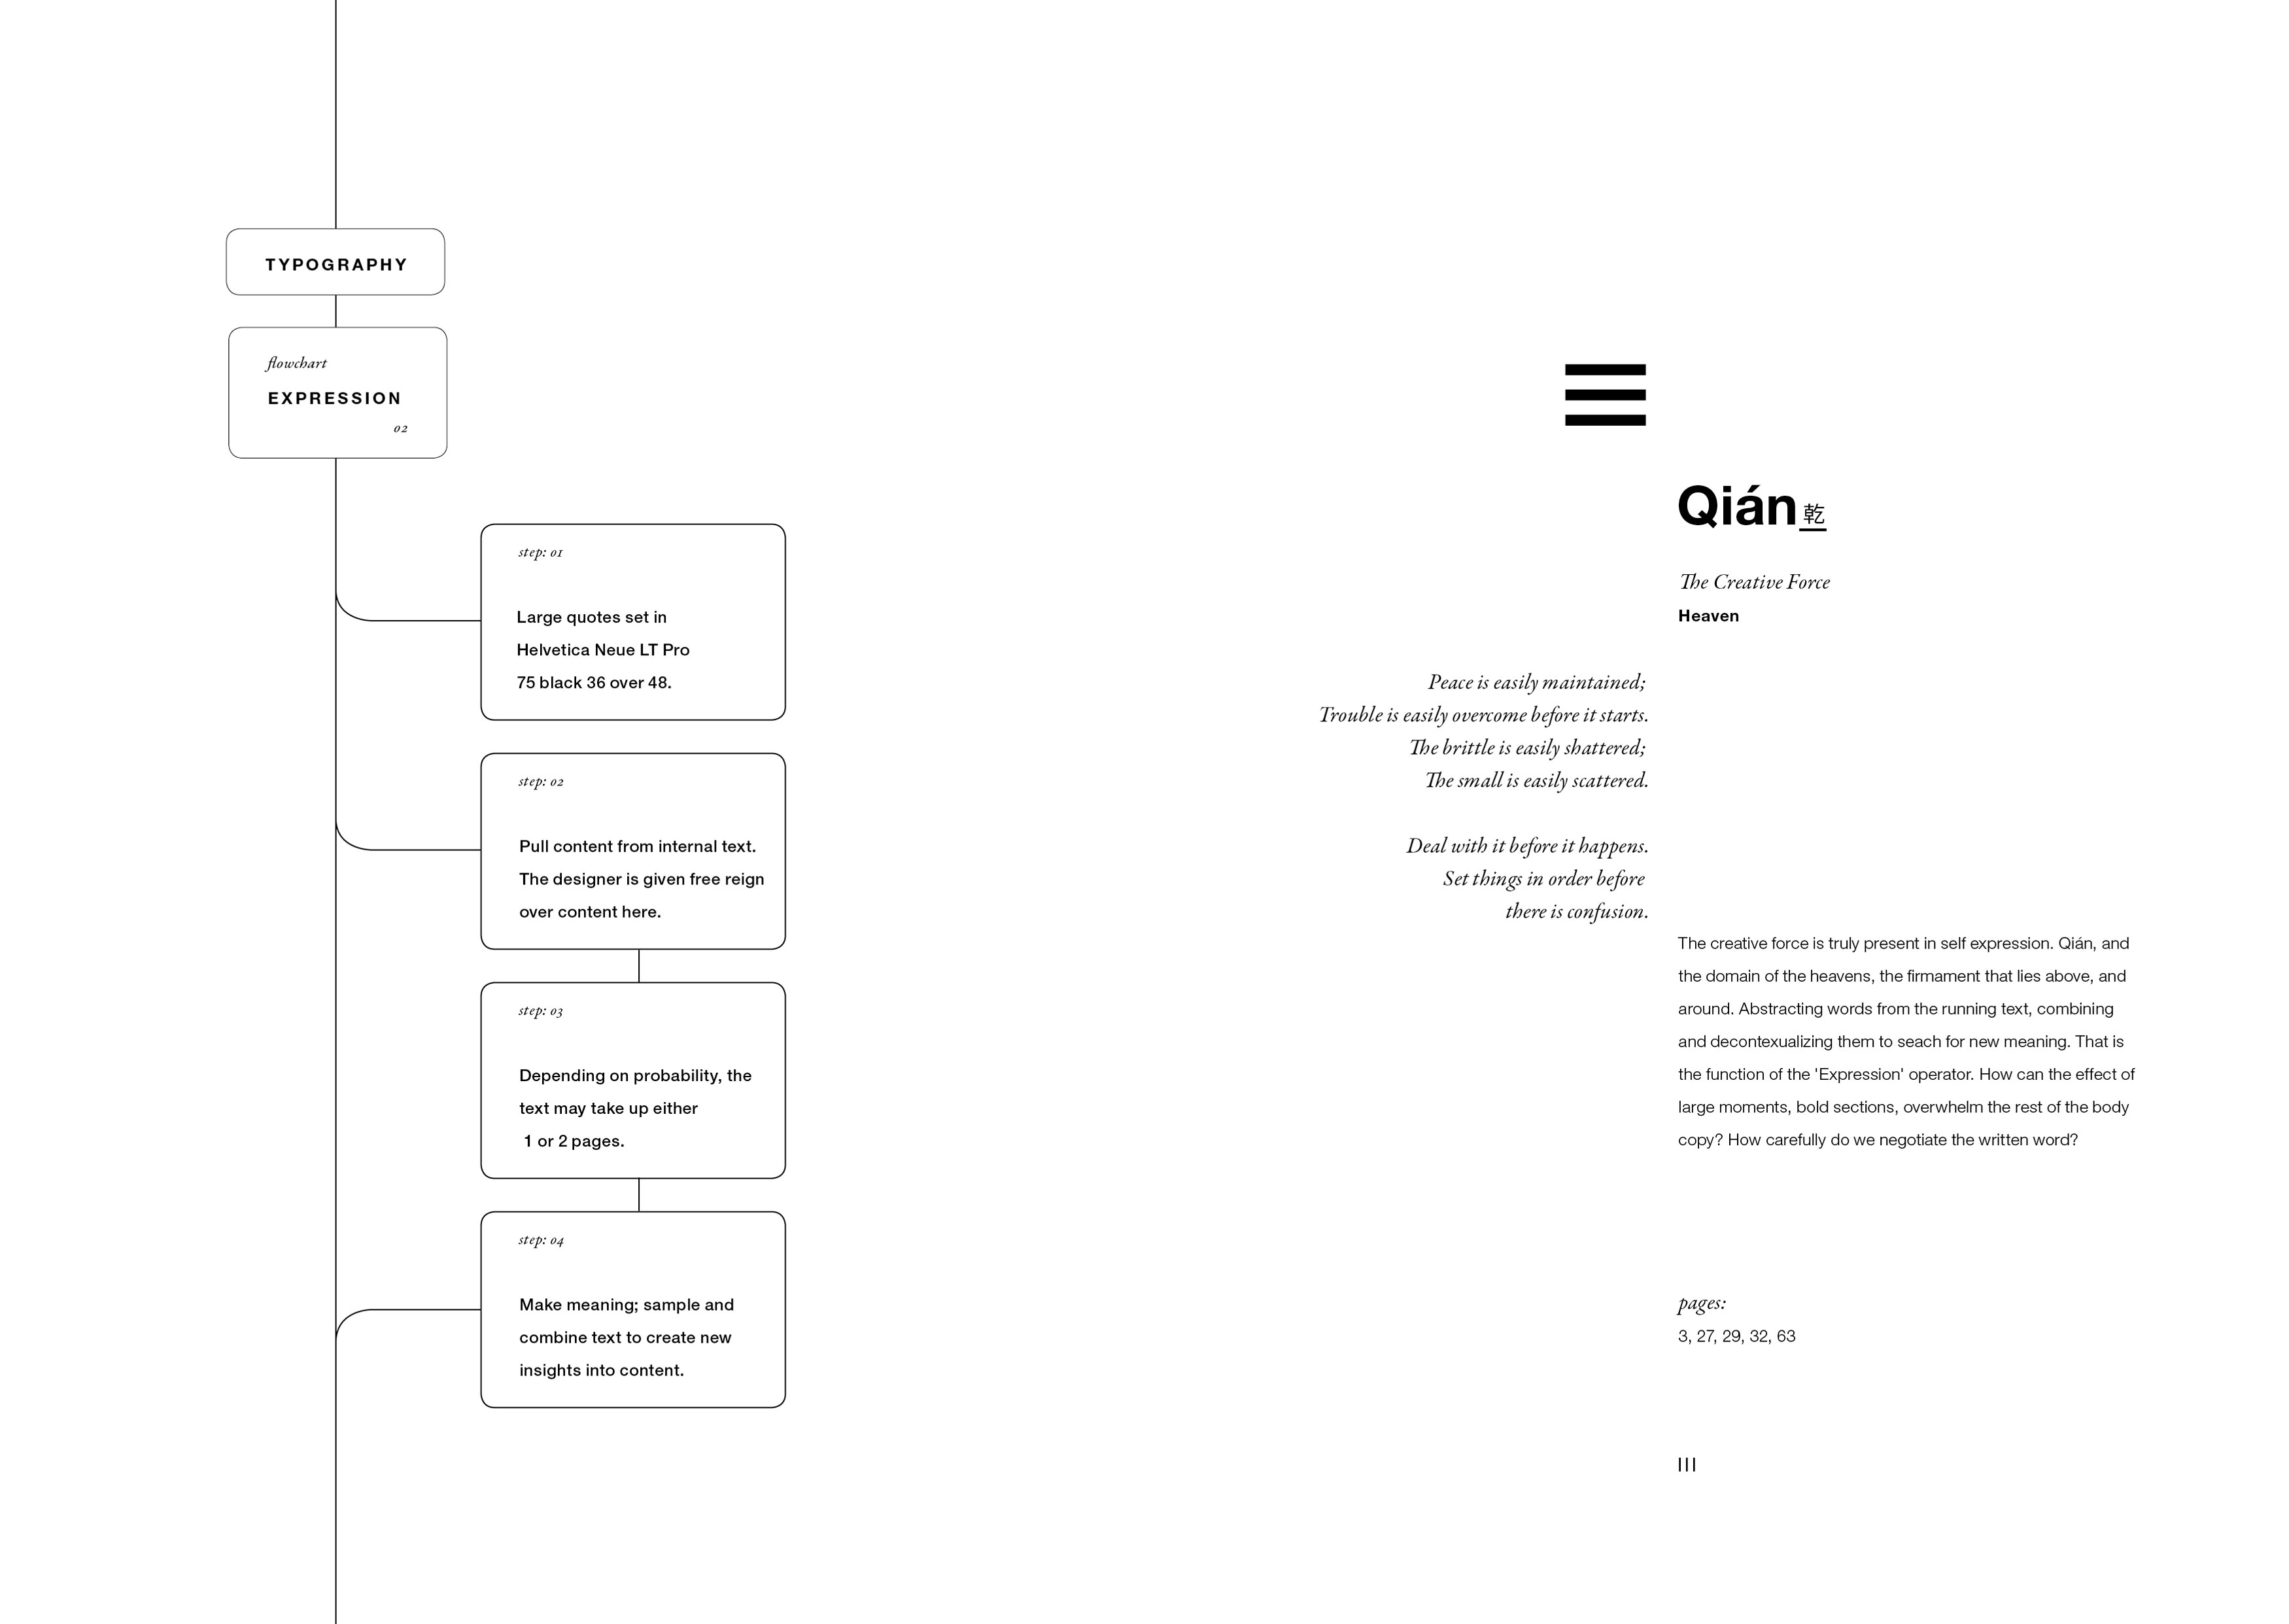 TYPOGRAPHY
flowchart
EXPRESSION
02
step: 01
Large quotes set in
Helvetica Neue LT Pro
75 black 36 over 48.
step: 02
Pull content from internal text.
The designer is given free reign
over content here.
step: 03
Depending on probability, the
text may take up either
1 or 2 pages.
step: 04
Make meaning; sample and
combine text to create new
insights into content.
Qián 乾
The Creative Force
Heaven
Peace is easily maintained;
Trouble is easily overcome before it starts.
The brittle is easily shattered;
The small is easily scattered.
Deal with it before it happens.
Set things in order before
there is confusion.
The creative force is truly present in self expression. Qián, and
the domain of the heavens, the firmament that lies above, and
around. Abstracting words from the running text, combining
and decontexualizing them to seach for new meaning. That is
the function of the 'Expression' operator. How can the effect of
large moments, bold sections, overwhelm the rest of the body
copy? How carefully do we negotiate the written word?
pages:
3, 27, 29, 32, 63
III